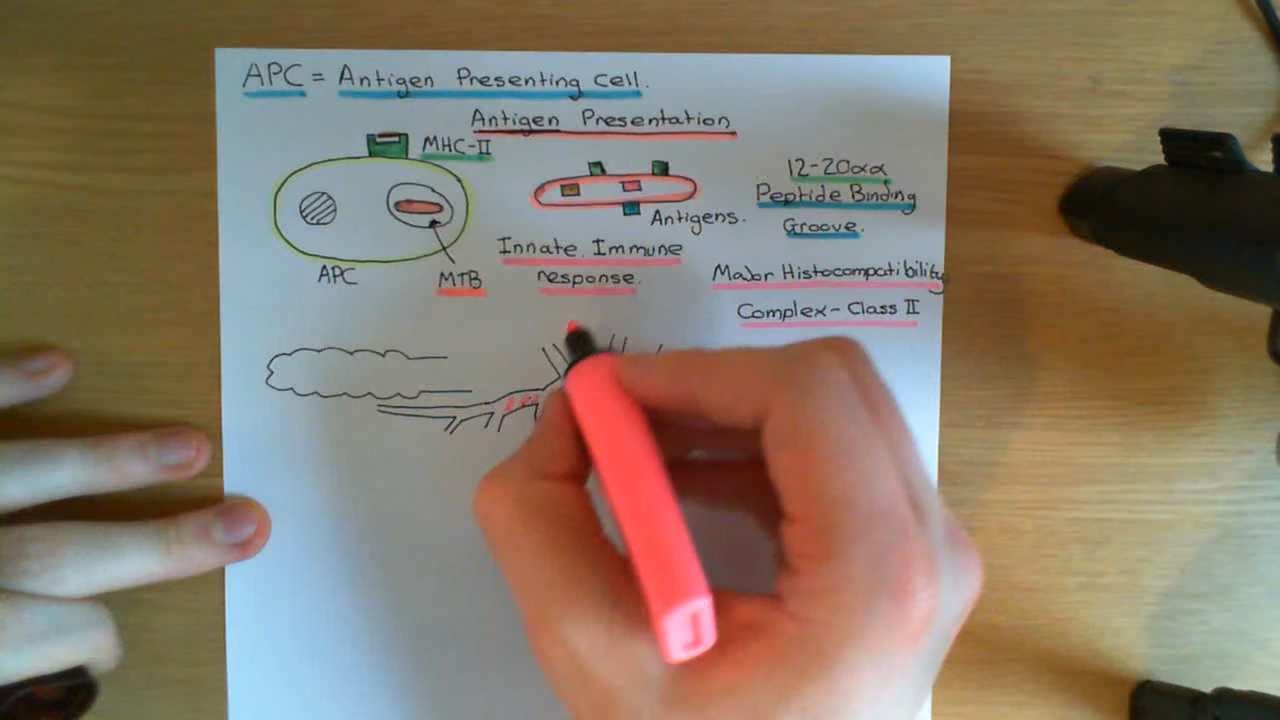 APC = Antigen Presenting Cell.
Antigen Presentation
MHC-II
12-20αα
Peptide Binding
Groove.
Antigens.
Innate Immune
response.
APC
MTB
Major Histocompatibility
Complex - Class II